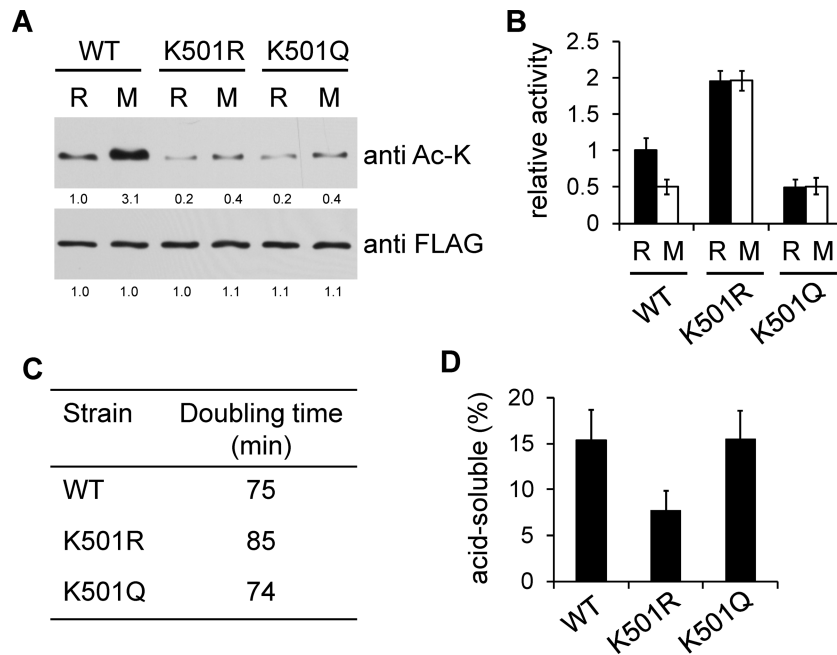 A
WT K501R K501Q
R M R M R M
anti Ac-K
1.0 3.1 0.2 0.4 0.2 0.4
anti FLAG
1.0 1.0 1.0 1.1 1.1 1.1
B
relative activity
2.5
2
1.5
1
0.5
0
R M R M R M
WT K501R K501Q
C
Strain Doubling time
(min)
WT 75
K501R 85
K501Q 74
D
acid-soluble (%)
20
15
10
5
0
WT K501R K501Q